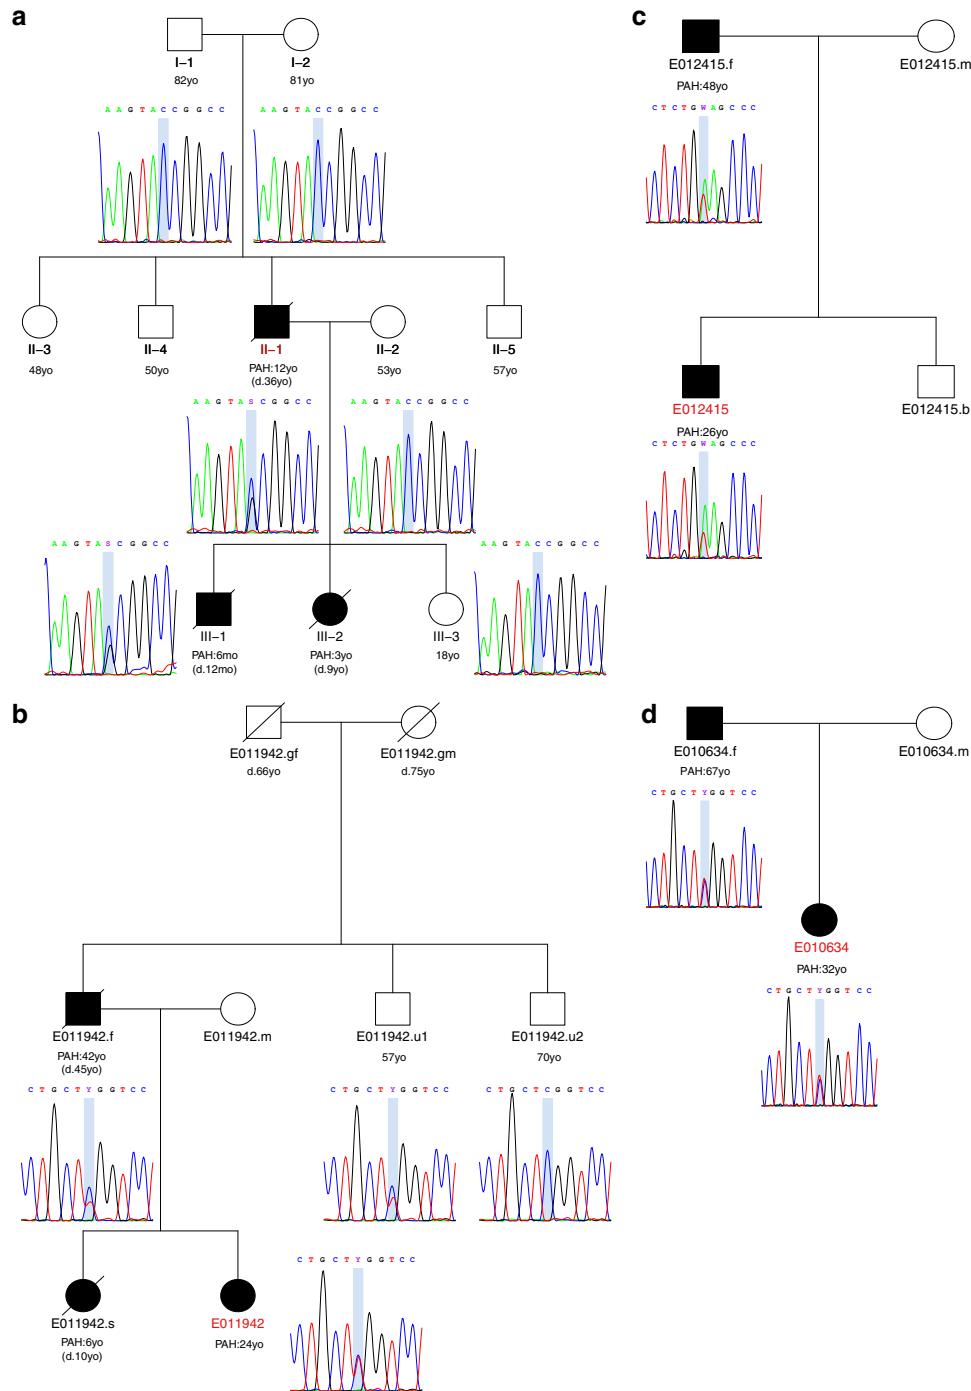 a
I–1
82yo
I–2
81yo
A A G T A C C G G C C
A A G T A C C G G C C
II–3
48yo
II–4
50yo
II–1
PAH:12yo
(d.36yo)
II–2
53yo
II–5
57yo
A A G T A S C G G C C
A A G T A C C G G C C
A A G T A S C G G C C
III–1
PAH:6mo
(d.12mo)
III–2
PAH:3yo
(d.9yo)
III–3
18yo
A A G T A C C G G C C
b
E011942.gf
d.66yo
E011942.gm
d.75yo
E011942.f
PAH:42yo
(d.45yo)
E011942.m
E011942.u1
57yo
E011942.u2
70yo
C T G C T Y G G T C C
C T G C T Y G G T C C
C T G C T C G G T C C
E011942.s
PAH:6yo
(d.10yo)
E011942
PAH:24yo
C T G C T Y G G T C C
c
E012415.f
PAH:48yo
E012415.m
C T C T G W A G C C C
E012415
PAH:26yo
E012415.b
C T C T G W A G C C C
d
E010634.f
PAH:67yo
E010634.m
C T G C T Y G G T C C
E010634
PAH:32yo
C T G C T Y G G T C C